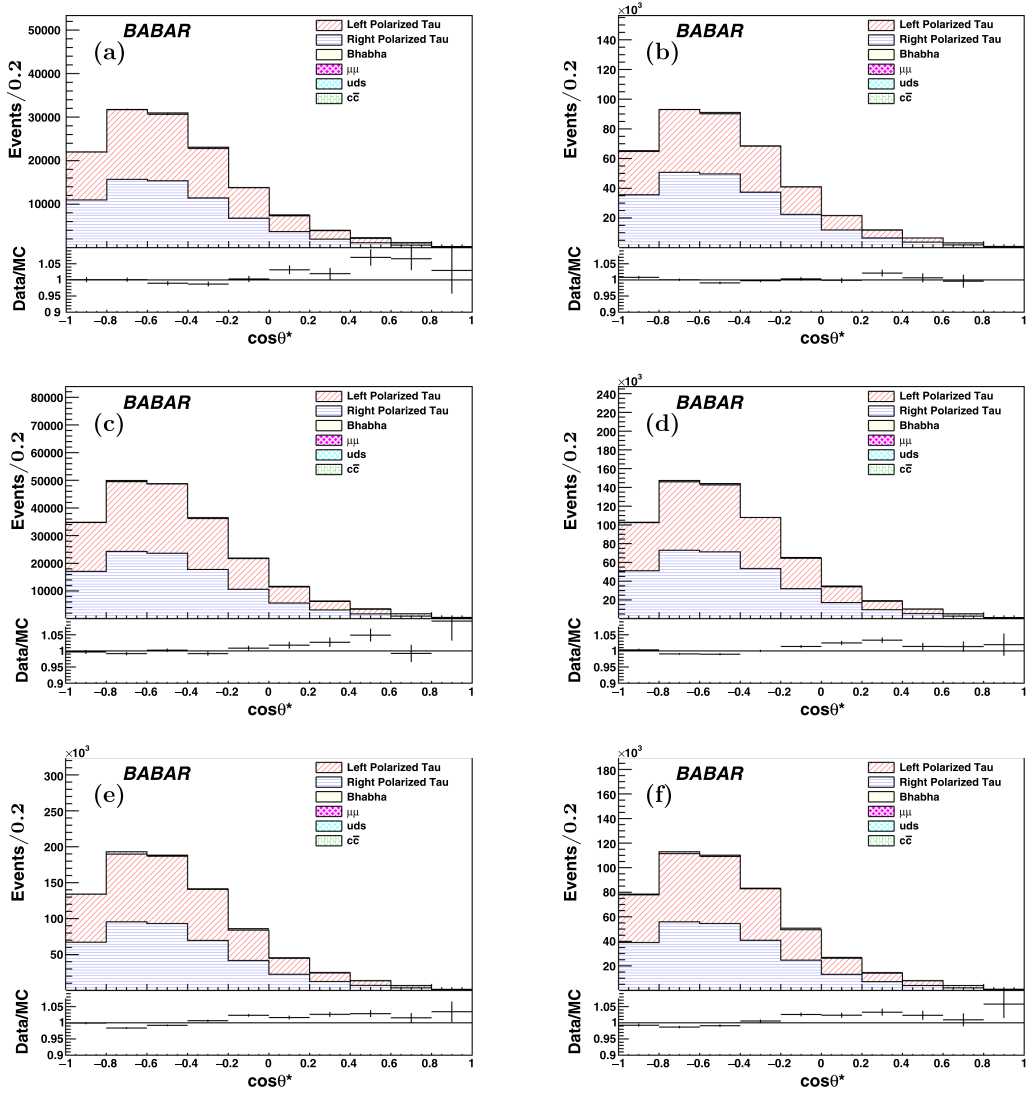 BABAR
(a)
Left Polarized Tau
Right Polarized Tau
Bhabha
μμ
uds
cc̅
Events/0.2
50000
40000
30000
20000
10000
Data/MC
1.05
1
0.95
0.9
−1 −0.8 −0.6 −0.4 −0.2 0 0.2 0.4 0.6 0.8 1
cosθ*
×10³
BABAR
(b)
Left Polarized Tau
Right Polarized Tau
Bhabha
μμ
uds
cc̅
Events/0.2
140
120
100
80
60
40
20
Data/MC
1.05
1
0.95
0.9
−1 −0.8 −0.6 −0.4 −0.2 0 0.2 0.4 0.6 0.8 1
cosθ*
BABAR
(c)
Left Polarized Tau
Right Polarized Tau
Bhabha
μμ
uds
cc̅
Events/0.2
80000
70000
60000
50000
40000
30000
20000
10000
Data/MC
1.05
1
0.95
0.9
−1 −0.8 −0.6 −0.4 −0.2 0 0.2 0.4 0.6 0.8 1
cosθ*
×10³
BABAR
(d)
Left Polarized Tau
Right Polarized Tau
Bhabha
μμ
uds
cc̅
Events/0.2
240
220
200
180
160
140
120
100
80
60
40
20
Data/MC
1.05
1
0.95
0.9
−1 −0.8 −0.6 −0.4 −0.2 0 0.2 0.4 0.6 0.8 1
cosθ*
×10³
BABAR
(e)
Left Polarized Tau
Right Polarized Tau
Bhabha
μμ
uds
cc̅
Events/0.2
300
250
200
150
100
50
Data/MC
1.05
1
0.95
0.9
−1 −0.8 −0.6 −0.4 −0.2 0 0.2 0.4 0.6 0.8 1
cosθ*
×10³
BABAR
(f)
Left Polarized Tau
Right Polarized Tau
Bhabha
μμ
uds
cc̅
Events/0.2
180
160
140
120
100
80
60
40
20
Data/MC
1.05
1
0.95
0.9
−1 −0.8 −0.6 −0.4 −0.2 0 0.2 0.4 0.6 0.8 1
cosθ*